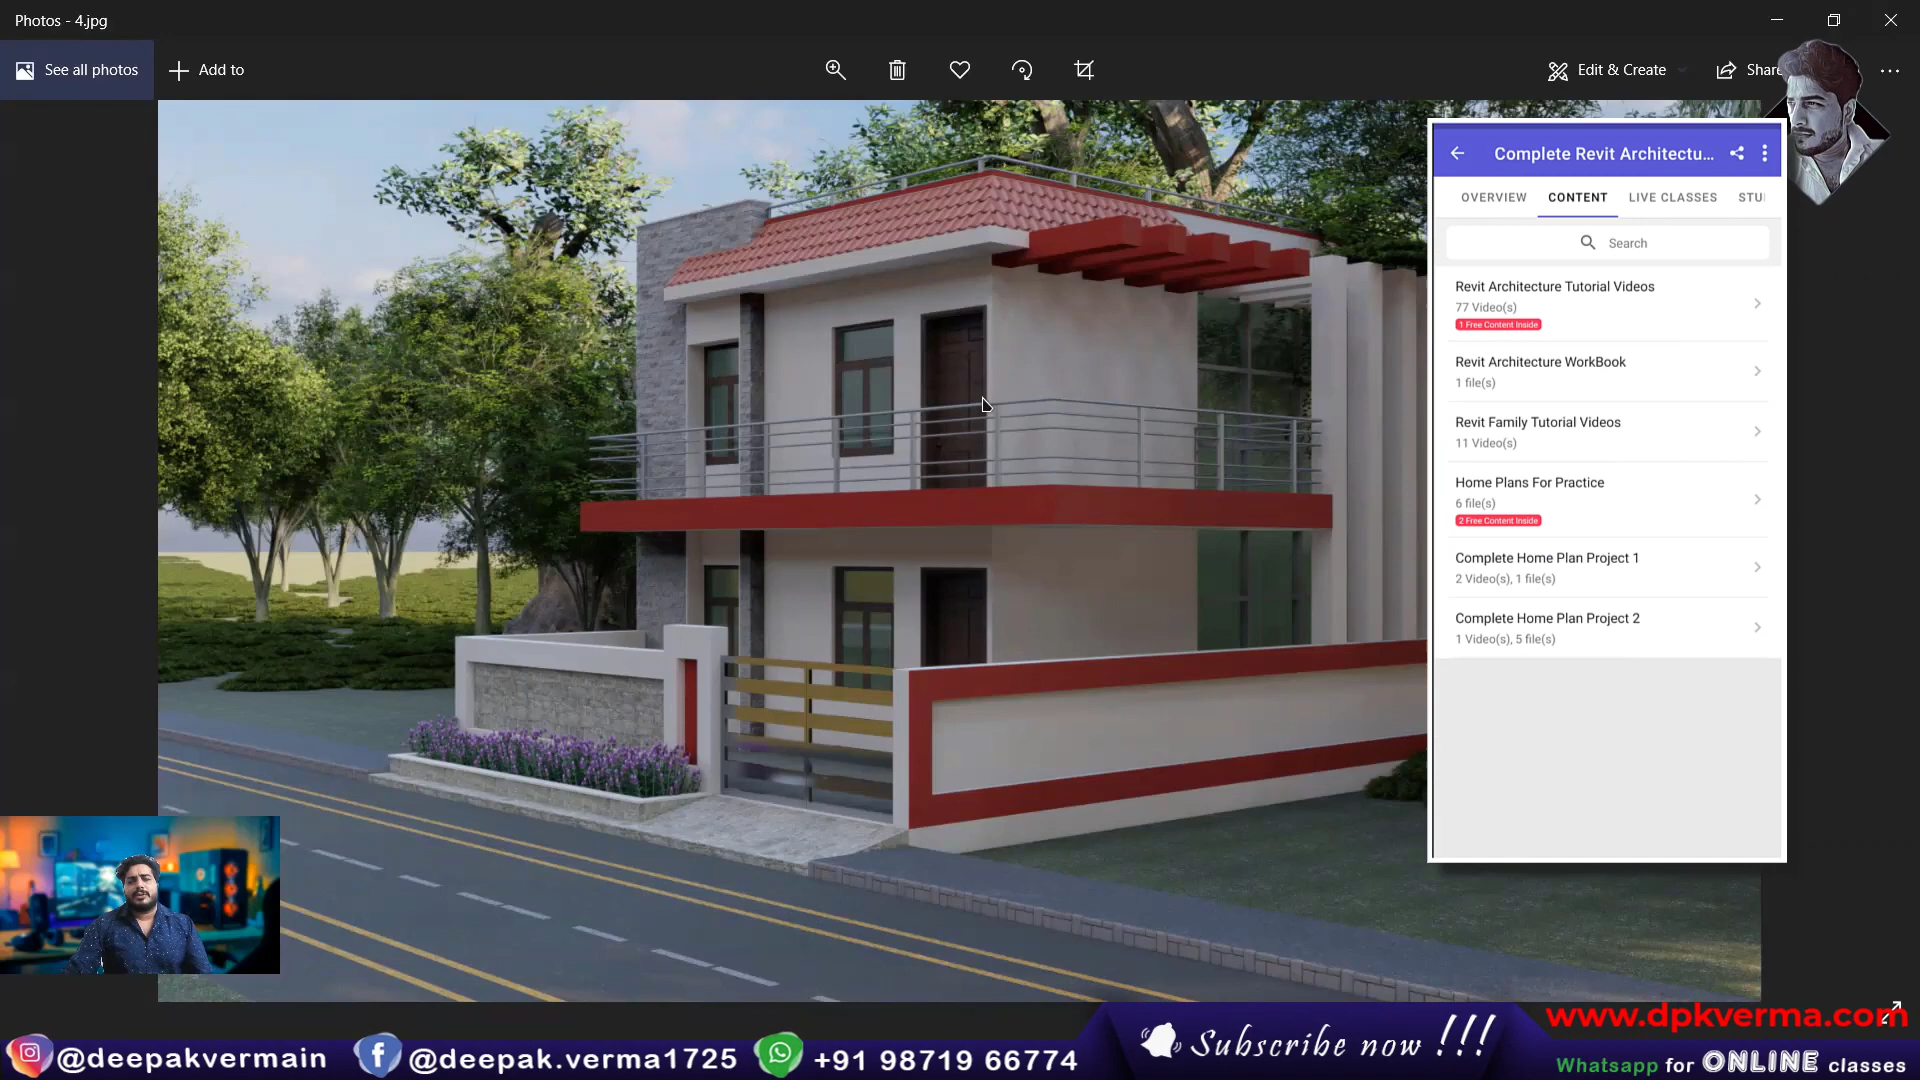 Photos - 4.jpg
See all photos
Add to
Edit & Create
Share
Complete Revit Architectu...
OVERVIEW CONTENT LIVE CLASSES STU
Search
Revit Architecture Tutorial Videos
77 Video(s)
1 Free Content Inside
Revit Architecture WorkBook
1 file(s)
Revit Family Tutorial Videos
11 Video(s)
Home Plans For Practice
6 file(s)
2 Free Content Inside
Complete Home Plan Project 1
2 Video(s), 1 file(s)
Complete Home Plan Project 2
1 Video(s), 5 file(s)
@deepakvermain
@deepak.verma1725
+91 98719 66774
Subscribe now !!!
www.dpkverma.com
Whatsapp for ONLINE classes